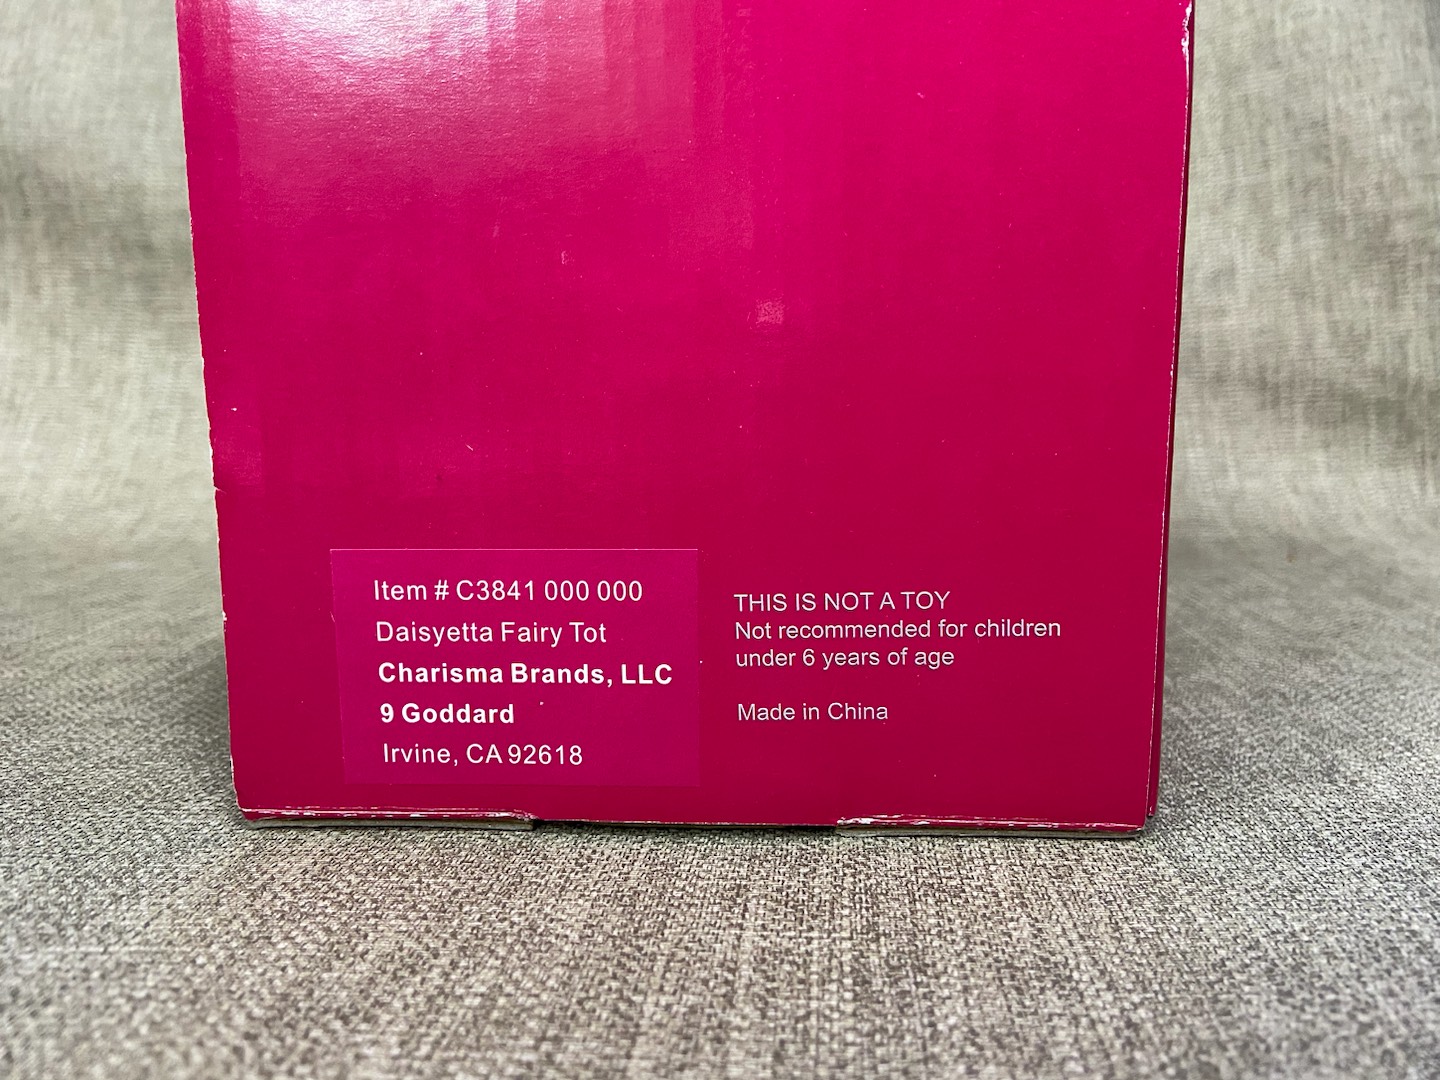 Item # C3841 000 000
Daisyetta Fairy Tot
Charisma Brands, LLC
9 Goddard
Irvine, CA 92618
THIS IS NOT A TOY
Not recommended for children
under 6 years of age
Made in China